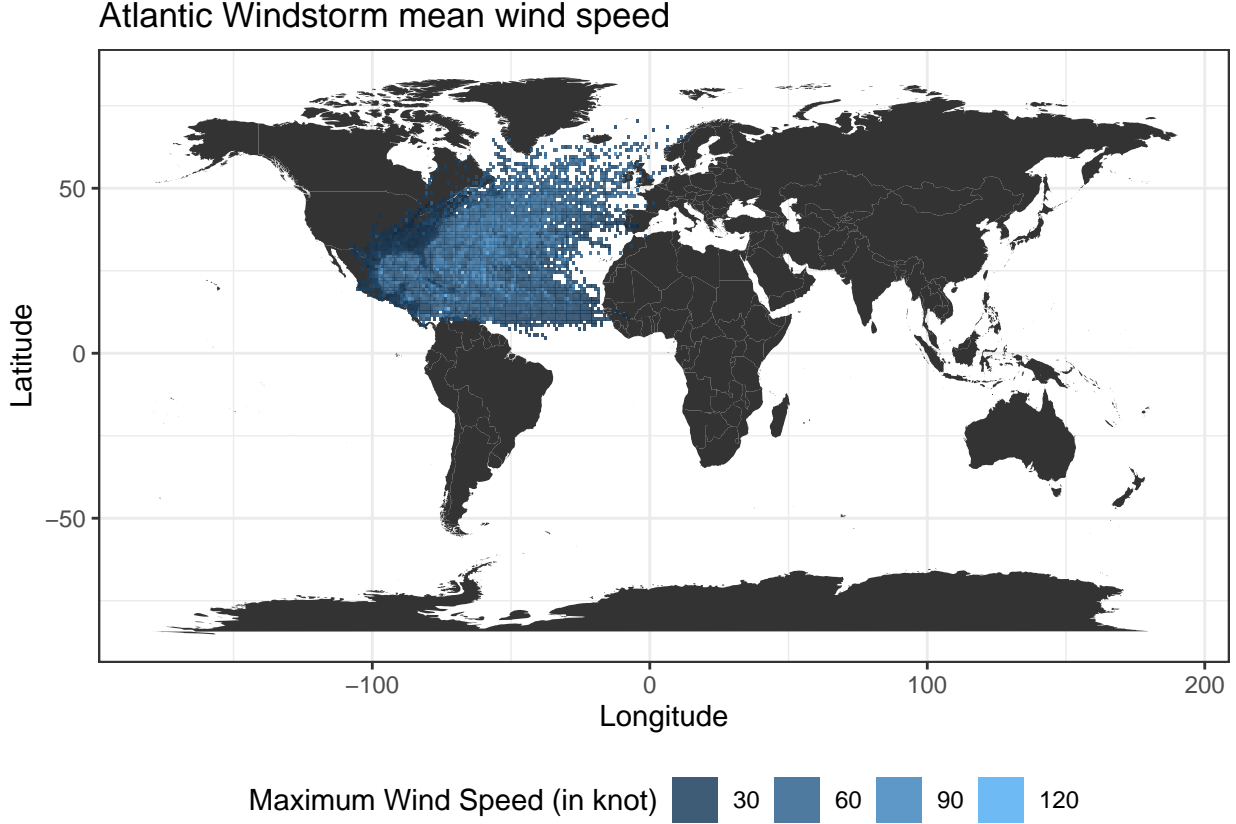 Atlantic Windstorm mean wind speed
Latitude
50
0
−50
−100 0 100 200
Longitude
Maximum Wind Speed (in knot) 30 60 90 120